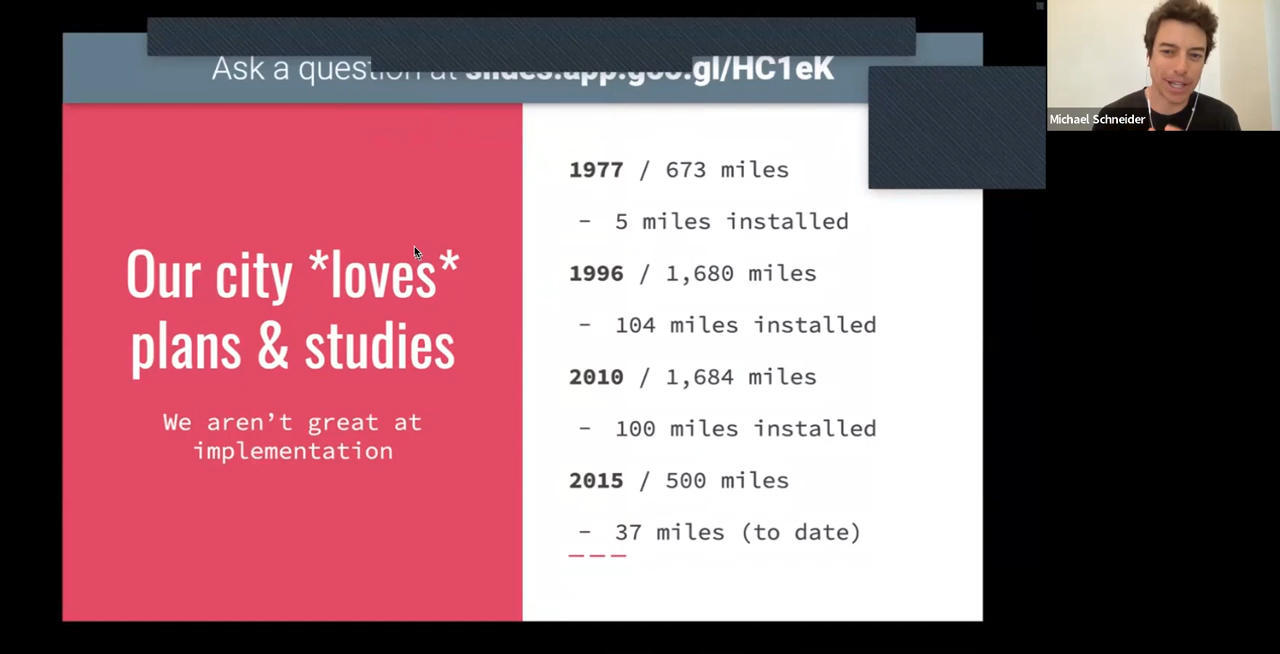 Ask a question at slides.app.goo.gl/HC1eK
Michael Schneider
Our city *loves*
plans & studies
We aren't great at
implementation
1977 / 673 miles
- 5 miles installed
1996 / 1,680 miles
- 104 miles installed
2010 / 1,684 miles
- 100 miles installed
2015 / 500 miles
- 37 miles (to date)